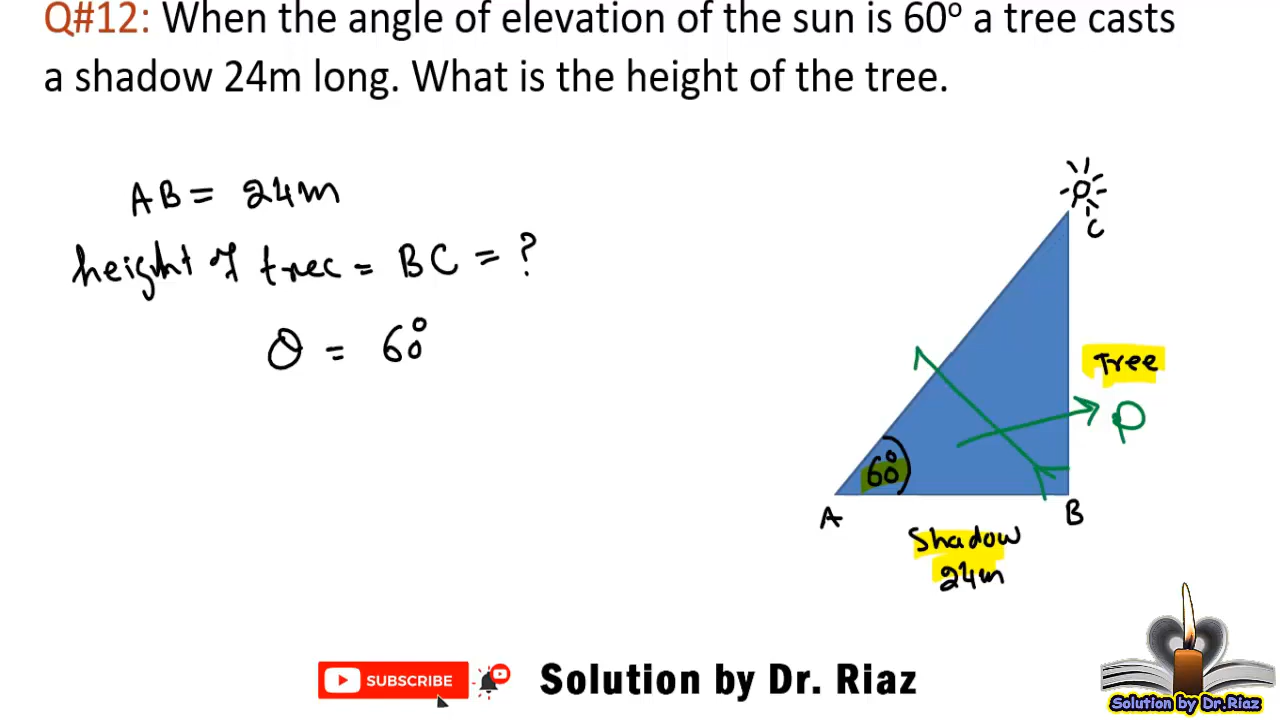 Q#12: When the angle of elevation of the sun is 60º a tree casts
a shadow 24m long. What is the height of the tree.
AB = 24m
height of tree = BC = ?
θ = 60°
C
Tree
P
60°
A
B
Shadow
24m
SUBSCRIBE
Solution by Dr. Riaz
Solution by Dr.Riaz